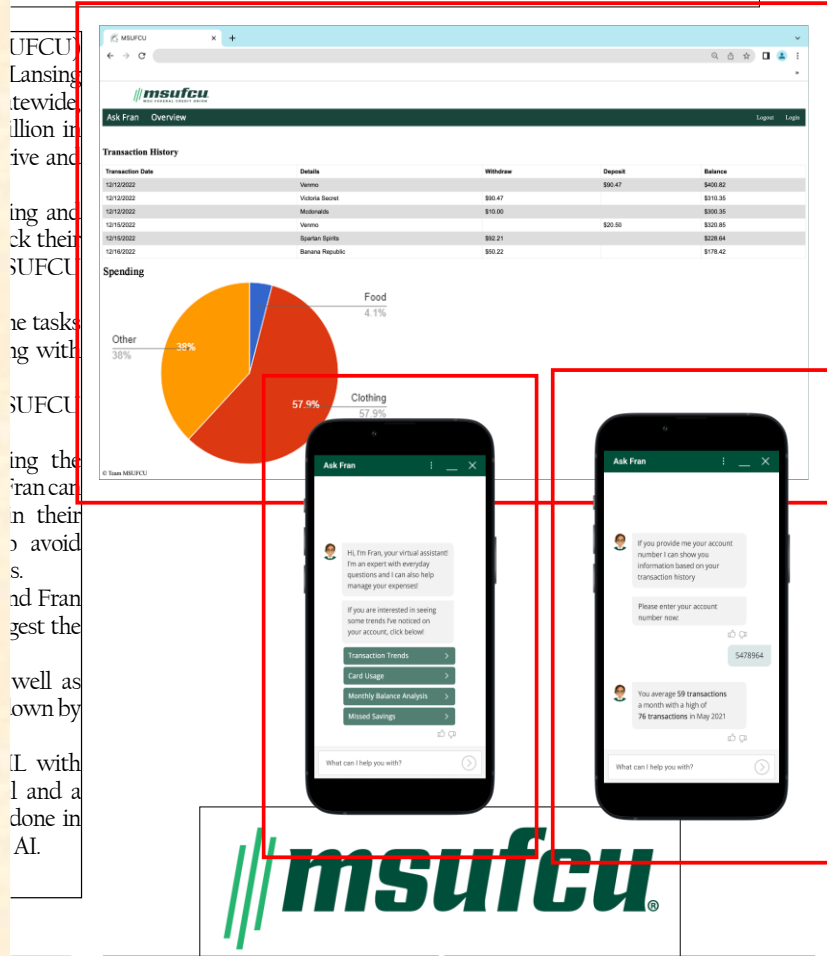 UFCU)
Lansing
tewide,
illion in
rive and
ing and
ck their
SUFCU
ne tasks
ng with
SUFCU
ing the
Fran can
in their
o avoid
s.
nd Fran
gest the
well as
down by
IL with
l and a
done in
AI.
MSUFCU
msufcu
MSU FEDERAL CREDIT UNION
Ask Fran Overview Logout Login
Transaction History
Transaction Date Details Withdraw Deposit Balance
12/12/2022 Venmo $90.47 $400.82
12/12/2022 Victoria Secret $90.47 $310.35
12/12/2022 Mcdonalds $10.00 $300.35
12/15/2022 Venmo $20.50 $320.85
12/15/2022 Spartan Spirits $92.21 $228.64
12/16/2022 Banana Republic $50.22 $178.42
Spending
Food
4.1%
Other
38%
38%
Clothing
57.9%
57.9%
© Team MSUFCU
Ask Fran
Hi, I'm Fran, your virtual assistant!
I'm an expert with everyday
questions and I can also help
manage your expenses!
If you are interested in seeing
some trends I've noticed on
your account, click below!
Transaction Trends
Card Usage
Monthly Balance Analysis
Missed Savings
What can I help you with?
Ask Fran
If you provide me your account
number I can show you
information based on your
transaction history
Please enter your account
number now:
5478964
You average 59 transactions
a month with a high of
76 transactions in May 2021
What can I help you with?
msufcu®